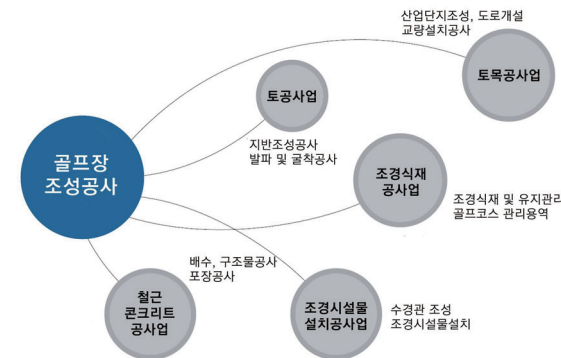 산업단지조성, 도로개설
교량설치공사
토목공사업
토공사업
지반조성공사
발파 및 굴착공사
골프장
조성공사
조경식재
공사업
조경식재 및 유지관리
골프코스 관리용역
배수, 구조물공사
포장공사
철근
콘크리트
공사업
조경시설물
설치공사업
수경관 조성
조경시설물설치